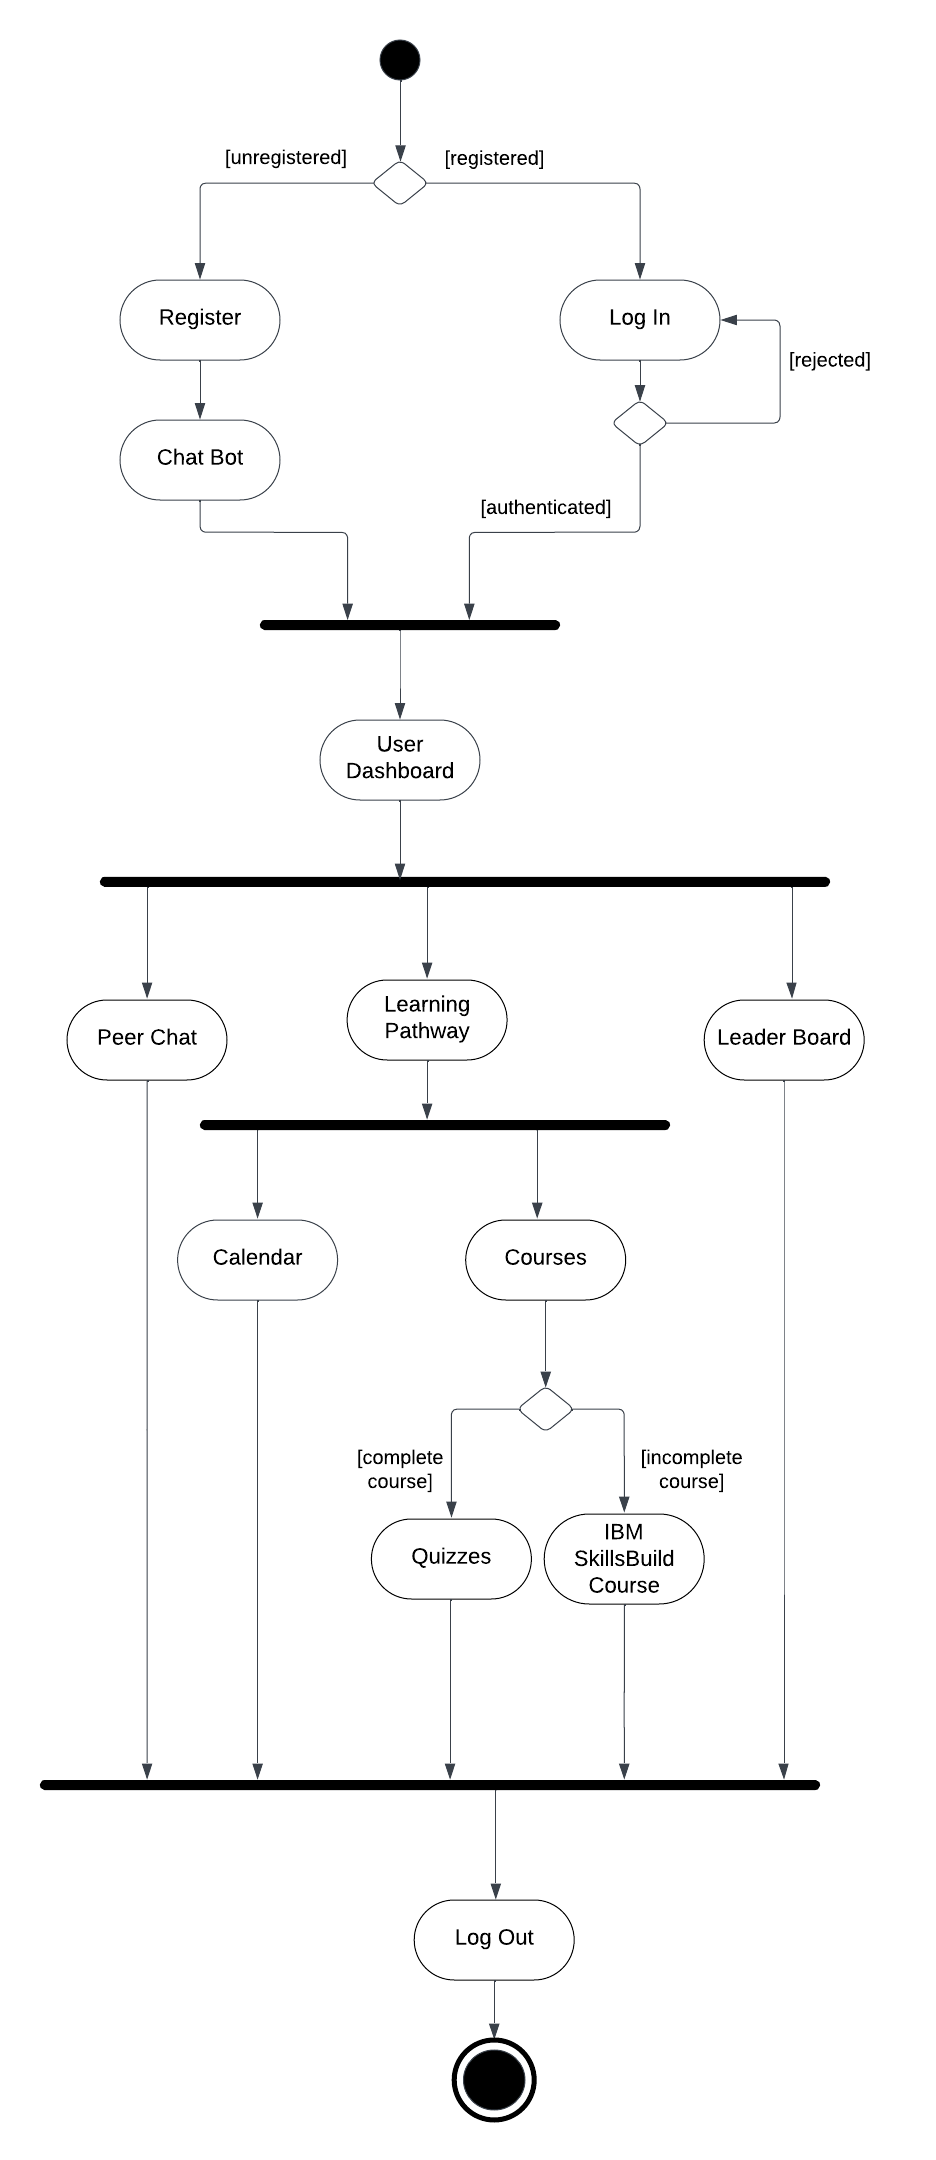 [unregistered]
[registered]
Register
Log In
[rejected]
Chat Bot
[authenticated]
User
Dashboard
Peer Chat
Learning
Pathway
Leader Board
Calendar
Courses
[complete
course]
[incomplete
course]
Quizzes
IBM
SkillsBuild
Course
Log Out